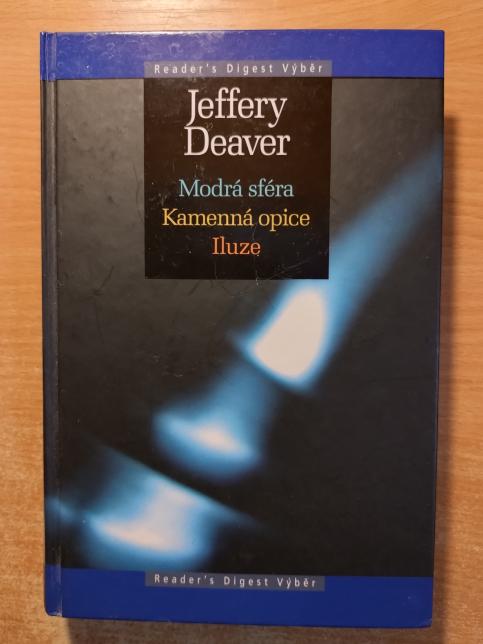 Reader's Digest Výběr
Jeffery
Deaver
Modrá sféra
Kamenná opice
Iluze
Reader's Digest Výběr